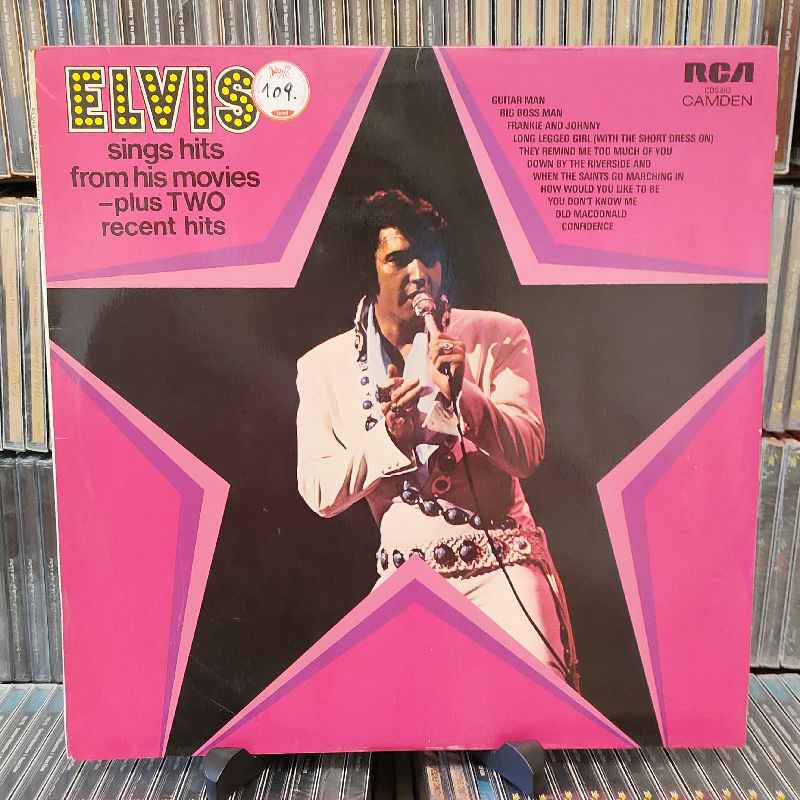 ELVIS
sings hits
from his movies
–plus TWO
recent hits
109.
RCA
CAMDEN
GUITAR MAN
BIG BOSS MAN
FRANKIE AND JOHNNY
LONG LEGGED GIRL (WITH THE SHORT DRESS ON)
THEY REMIND ME TOO MUCH OF YOU
DOWN BY THE RIVERSIDE AND
WHEN THE SAINTS GO MARCHING IN
HOW WOULD YOU LIKE TO BE
YOU DON'T KNOW ME
OLD MACDONALD
CONFIDENCE